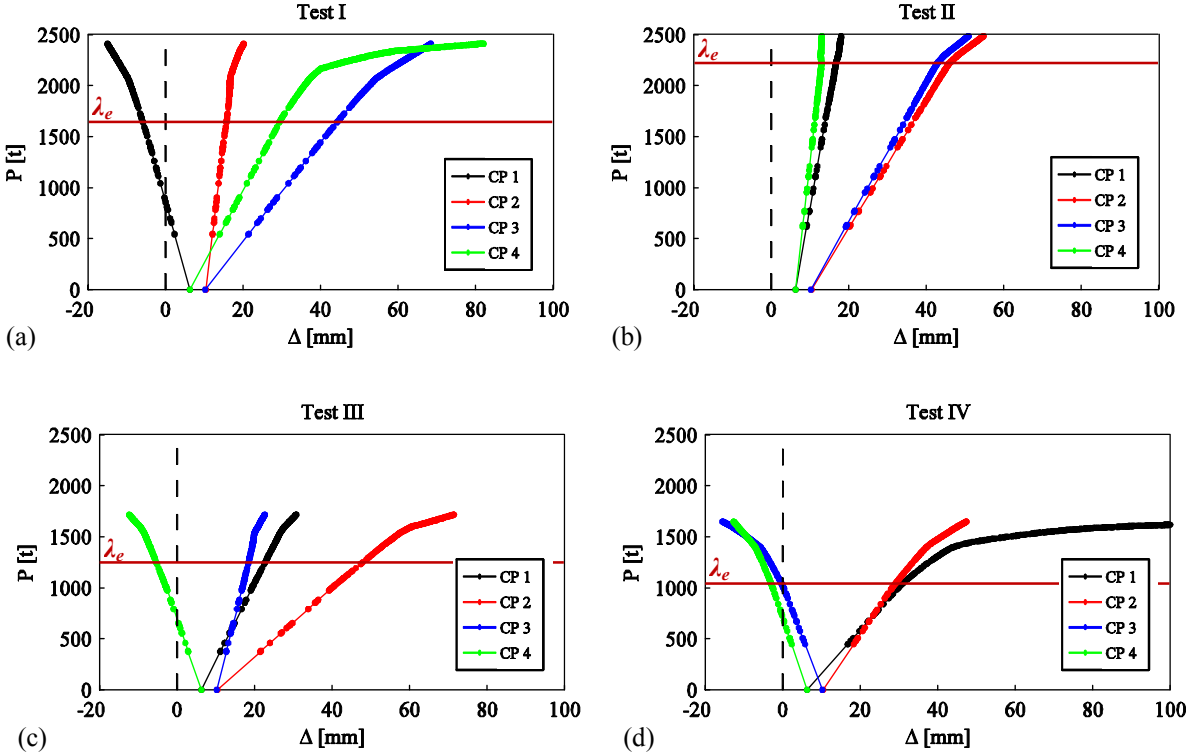 Test I
2500
2000
1500
1000
500
0
P [t]
λe
CP 1
CP 2
CP 3
CP 4
-20
0
20
40
60
80
100
Δ [mm]
(a)
Test II
2500
2000
1500
1000
500
0
P [t]
λe
CP 1
CP 2
CP 3
CP 4
-20
0
20
40
60
80
100
Δ [mm]
(b)
Test III
2500
2000
1500
1000
500
0
P [t]
λe
CP 1
CP 2
CP 3
CP 4
-20
0
20
40
60
80
100
Δ [mm]
(c)
Test IV
2500
2000
1500
1000
500
0
P [t]
λe
CP 1
CP 2
CP 3
CP 4
-20
0
20
40
60
80
100
Δ [mm]
(d)